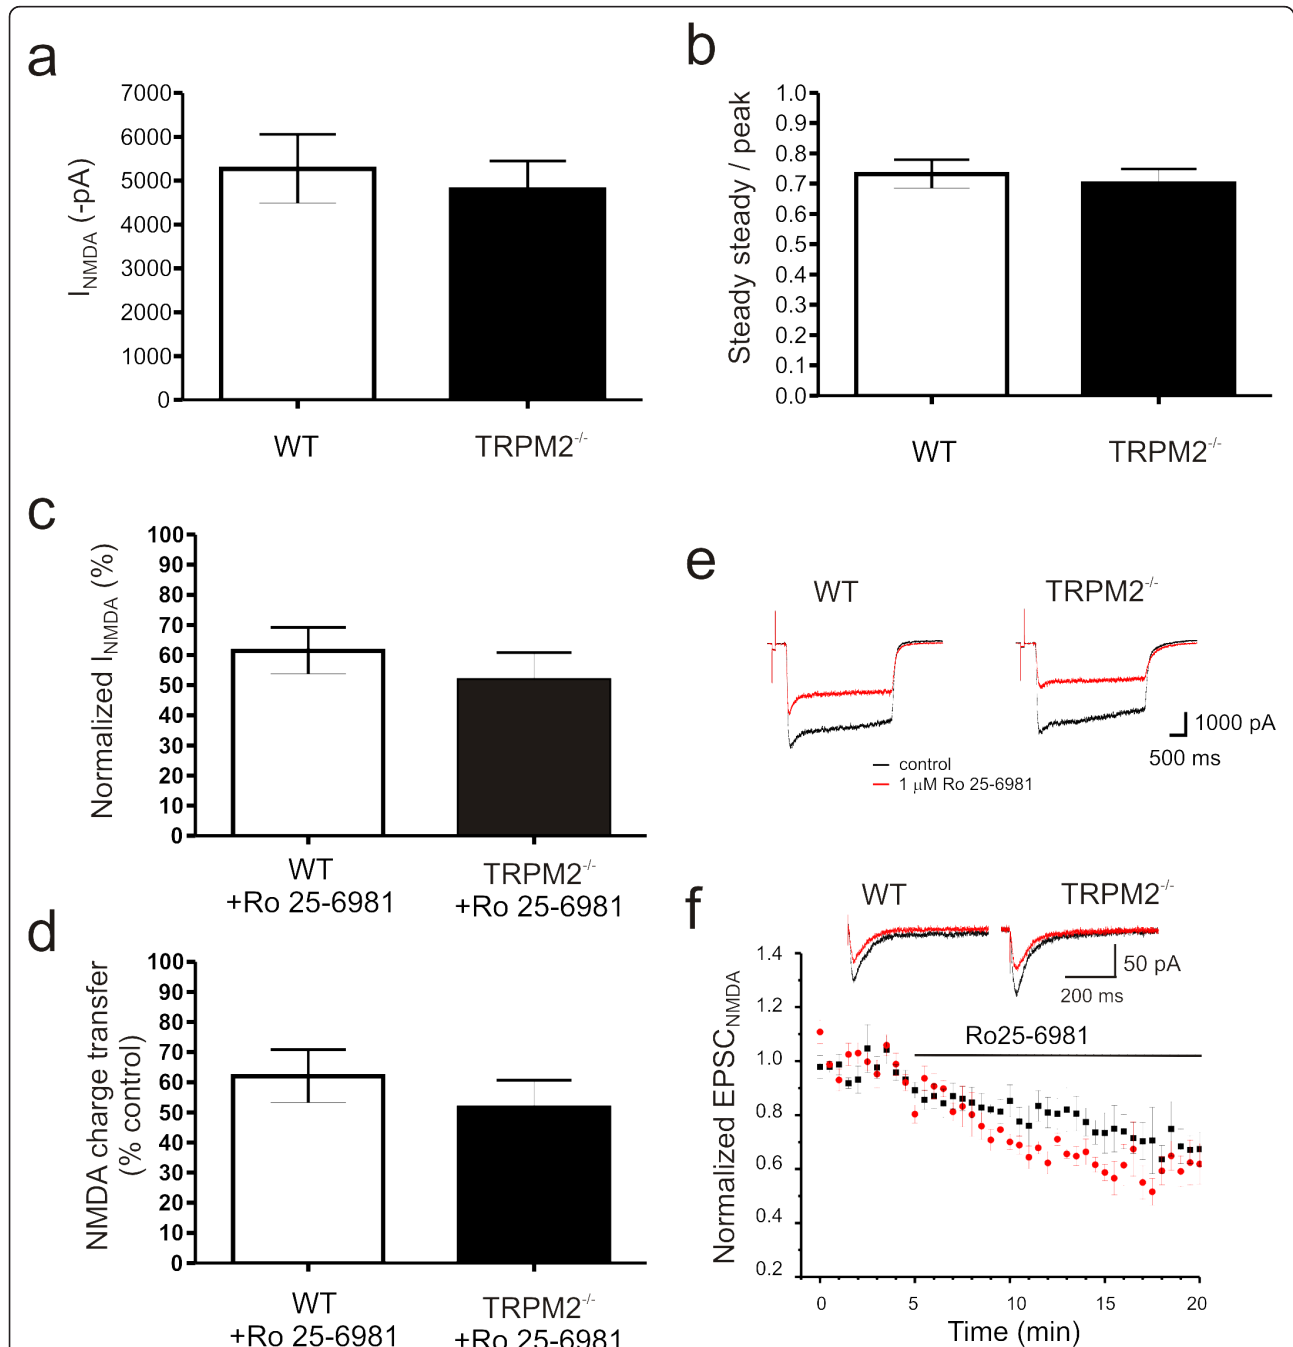 a
7000
6000
5000
4000
3000
2000
1000
0
I_NMDA (-pA)
WT
TRPM2-/-
b
1.0
0.9
0.8
0.7
0.6
0.5
0.4
0.3
0.2
0.1
0.0
Steady steady / peak
WT
TRPM2-/-
c
100
90
80
70
60
50
40
30
20
10
0
Normalized I_NMDA (%)
WT
+Ro 25-6981
TRPM2-/-
+Ro 25-6981
d
100
90
80
70
60
50
40
30
20
10
0
NMDA charge transfer
(% control)
WT
+Ro 25-6981
TRPM2-/-
+Ro 25-6981
e
WT
TRPM2-/-
1000 pA
500 ms
control
1 µM Ro 25-6981
f
WT
TRPM2-/-
50 pA
200 ms
Ro25-6981
1.4
1.2
1.0
0.8
0.6
0.4
0.2
Normalized EPSC_NMDA
0 5 10 15 20
Time (min)